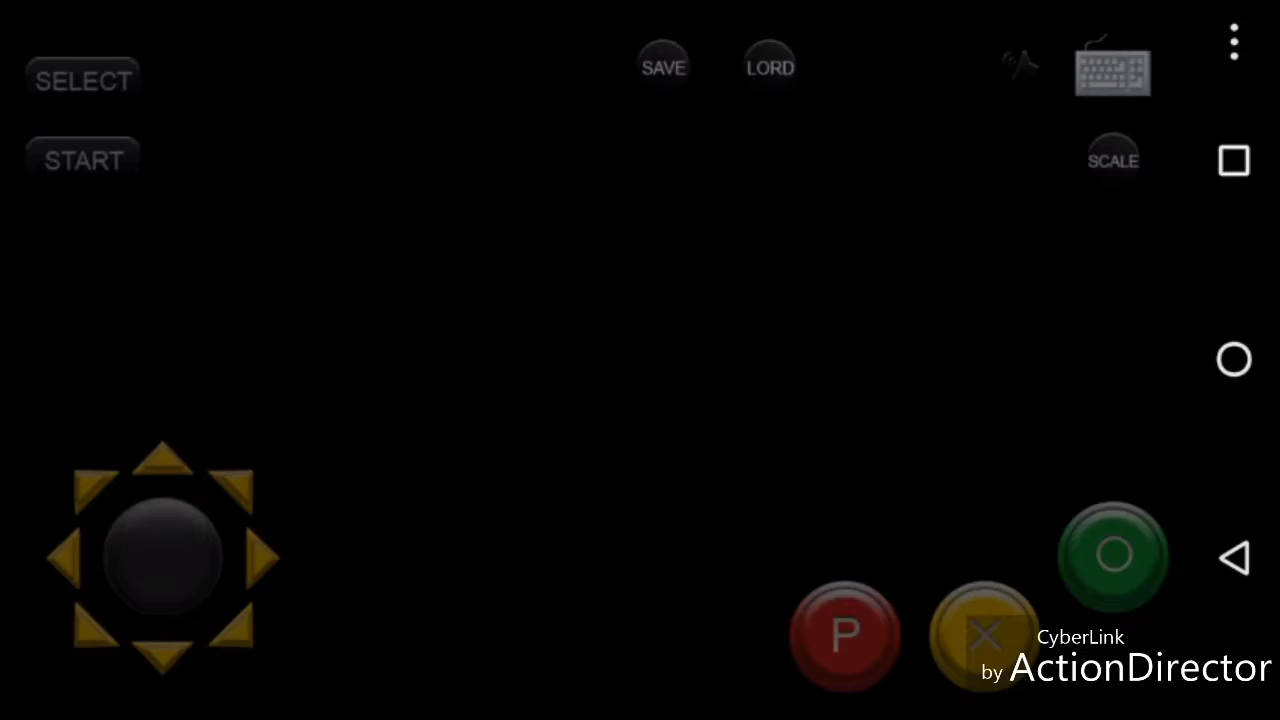 SELECT
SAVE
LORD
START
SCALE
P
X
O
CyberLink
by ActionDirector